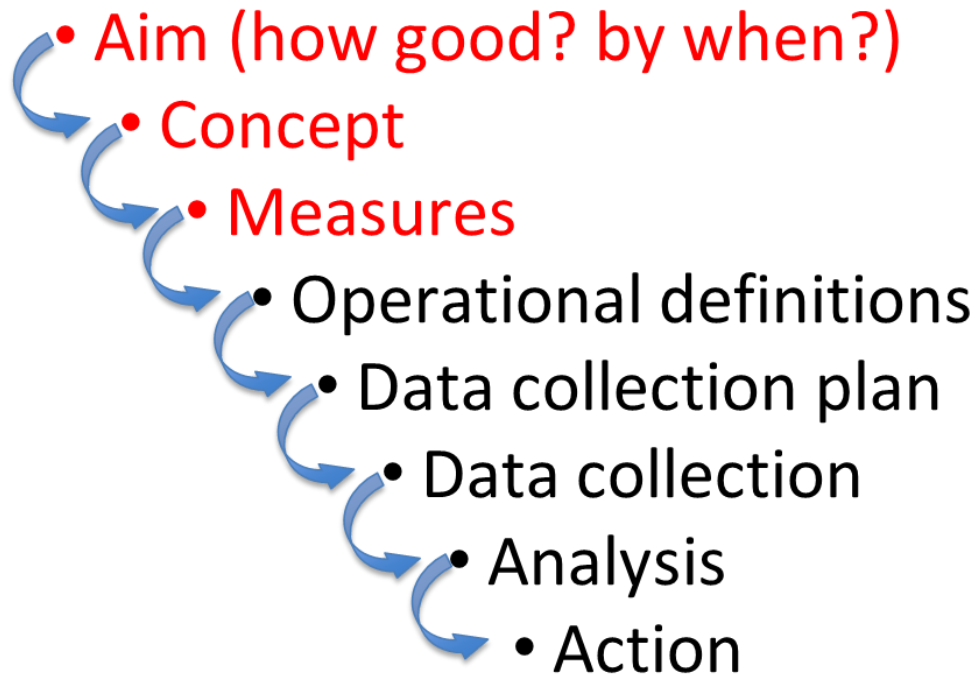 • Aim (how good? by when?)
• Concept
• Measures
• Operational definitions
• Data collection plan
• Data collection
• Analysis
• Action